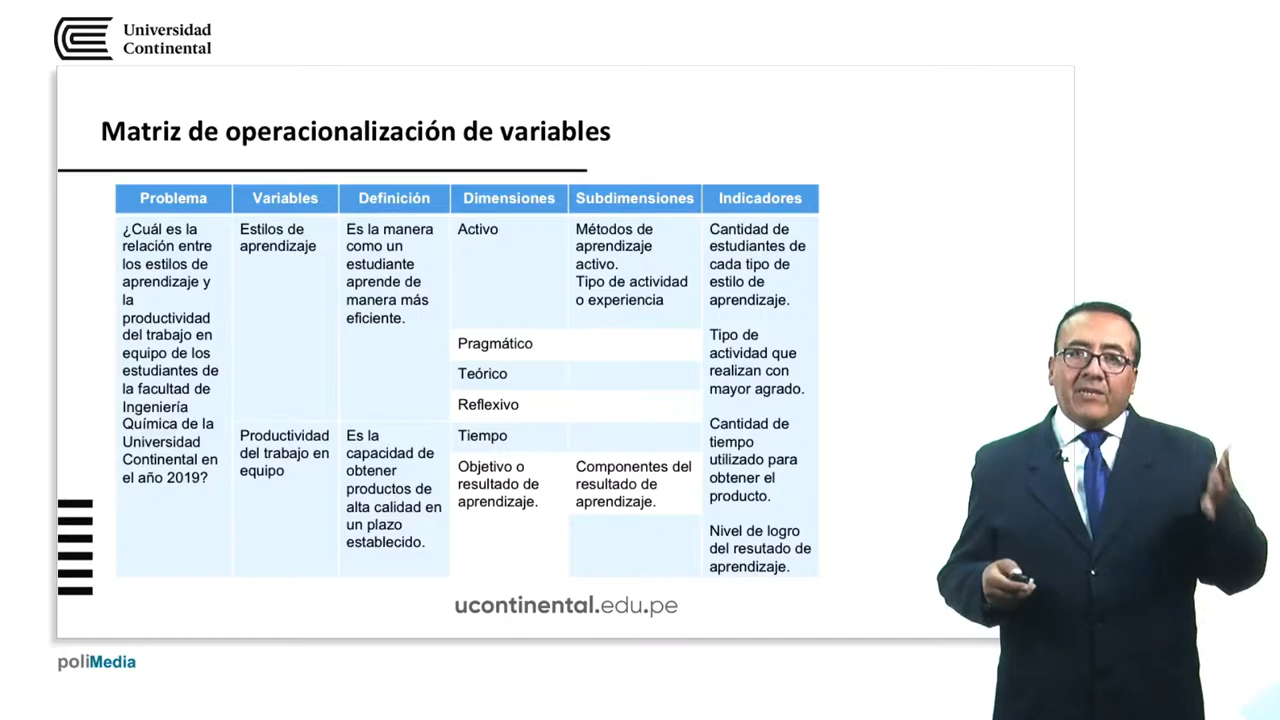 Universidad
Continental
Matriz de operacionalización de variables
Problema
Variables
Definición
Dimensiones
Subdimensiones
Indicadores
¿Cuál es la
relación entre
los estilos de
aprendizaje y
la
productividad
del trabajo en
equipo de los
estudiantes de
la facultad de
Ingeniería
Química de la
Universidad
Continental en
el año 2019?
Estilos de
aprendizaje
Es la manera
como un
estudiante
aprende de
manera más
eficiente.
Activo
Métodos de
aprendizaje
activo.
Tipo de actividad
o experiencia
Cantidad de
estudiantes de
cada tipo de
estilo de
aprendizaje.
Tipo de
actividad que
realizan con
mayor agrado.
Cantidad de
tiempo
utilizado para
obtener el
producto.
Nivel de logro
del resutado de
aprendizaje.
Pragmático
Teórico
Reflexivo
Productividad
del trabajo en
equipo
Es la
capacidad de
obtener
productos de
alta calidad en
un plazo
establecido.
Tiempo
Objetivo o
resultado de
aprendizaje.
Componentes del
resultado de
aprendizaje.
ucontinental.edu.pe
poliMedia